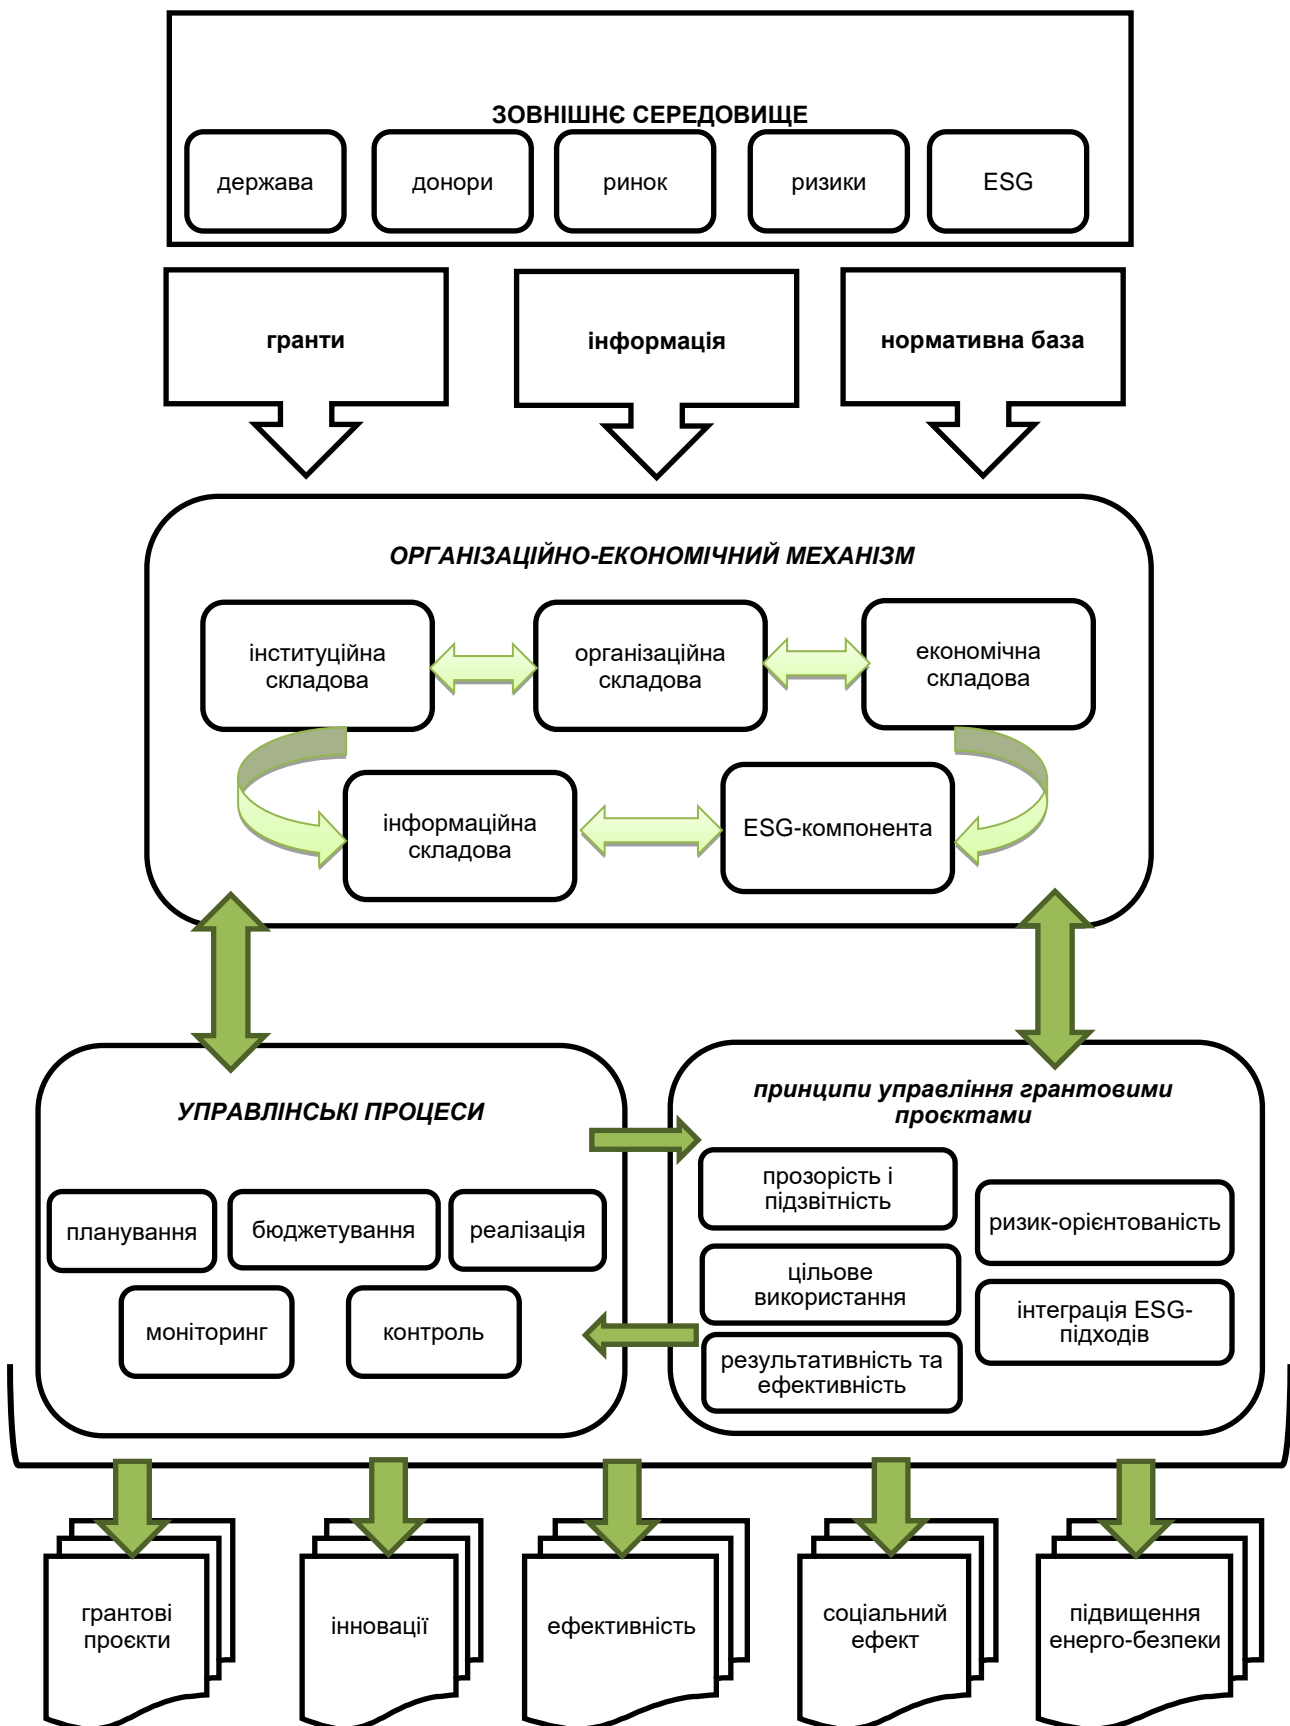 ЗОВНІШНЄ СЕРЕДОВИЩЕ
держава
донори
ринок
ризики
ESG
гранти
інформація
нормативна база
ОРГАНІЗАЦІЙНО-ЕКОНОМІЧНИЙ МЕХАНІЗМ
інституційна
складова
організаційна
складова
економічна
складова
інформаційна
складова
ESG-компонента
УПРАВЛІНСЬКІ ПРОЦЕСИ
планування
бюджетування
реалізація
моніторинг
контроль
принципи управління грантовими
проєктами
прозорість і
підзвітність
цільове
використання
результативність та
ефективність
ризик-орієнтованість
інтеграція ESG-
підходів
грантові
проєкти
інновації
ефективність
соціальний
ефект
підвищення
енерго-безпеки